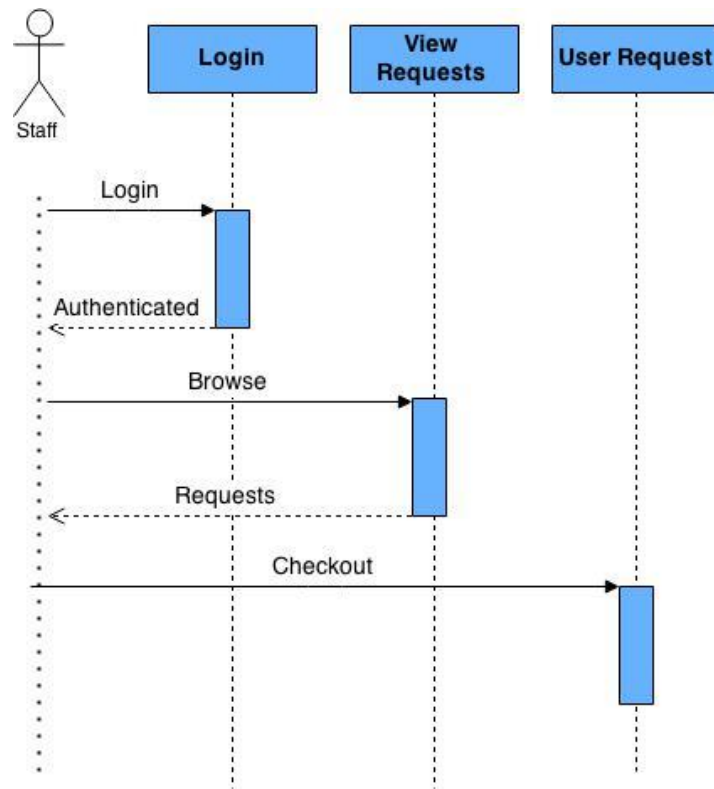 Login
View
Requests
User Request
Staff
Login
Authenticated
Browse
Requests
Checkout